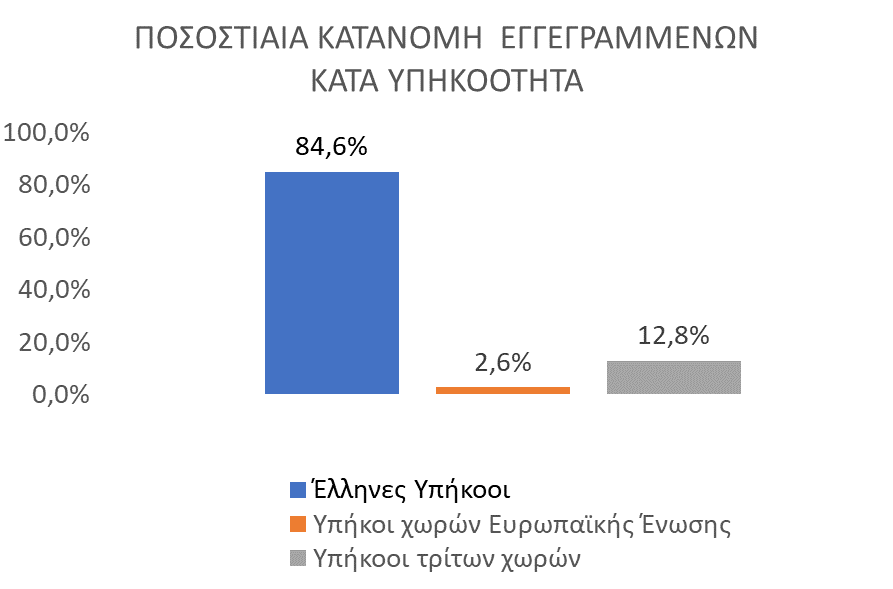 ΠΟΣΟΣΤΙΑΙΑ ΚΑΤΑΝΟΜΗ  ΕΓΓΕΓΡΑΜΜΕΝΩΝ
ΚΑΤΑ ΥΠΗΚΟΟΤΗΤΑ
100,0%
84,6%
80,0%
60,0%
40,0%
12,8%
20,0%
2,6%
0,0%
Έλληνες Υπήκοοι
Υπήκοι χωρών Ευρωπαϊκής Ένωσης
Υπήκοοι τρίτων χωρών